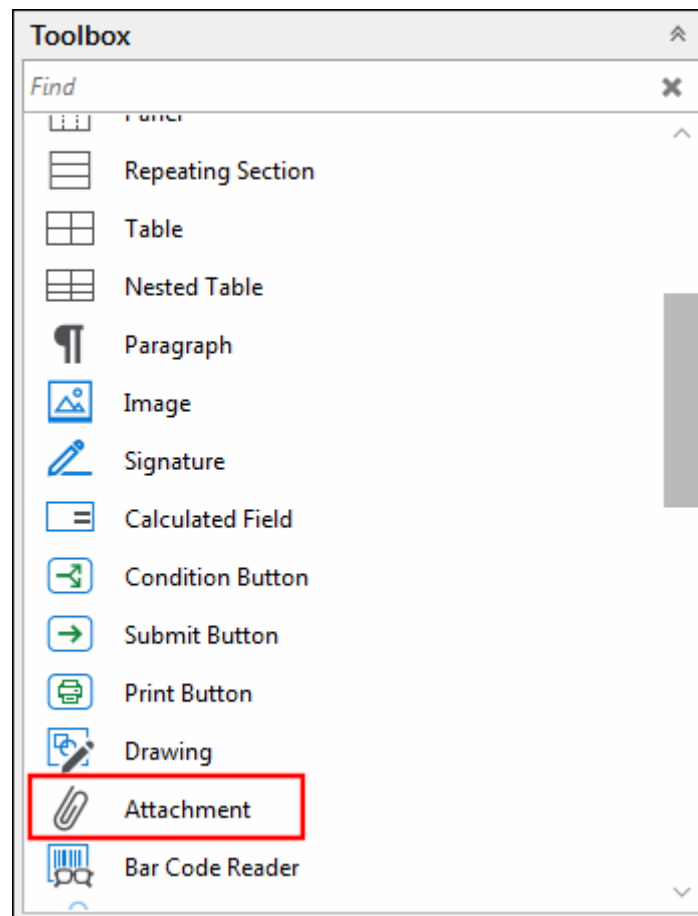 Toolbox
Find
Panel
Repeating Section
Table
Nested Table
Paragraph
Image
Signature
Calculated Field
Condition Button
Submit Button
Print Button
Drawing
Attachment
Bar Code Reader